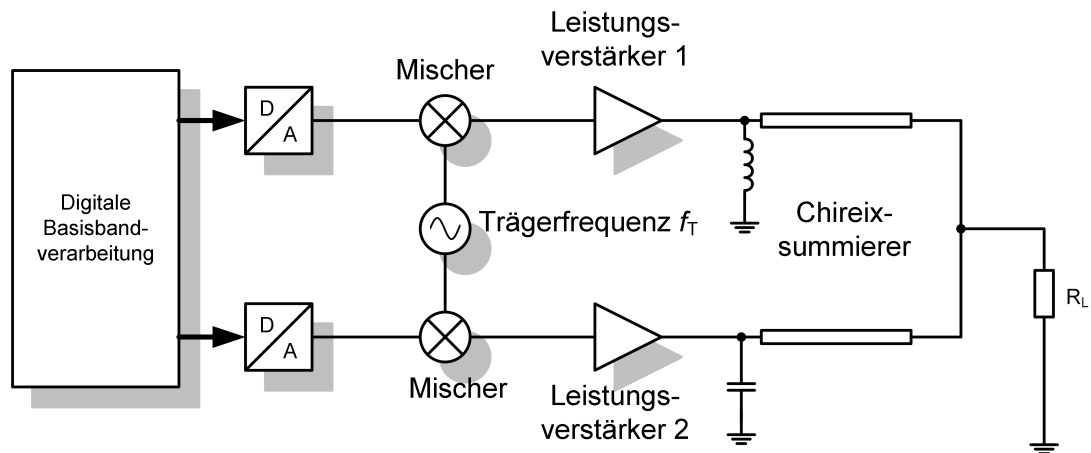 Leistungs-
verstärker 1
Mischer
D
A
Digitale
Basisband-
verarbeitung
Trägerfrequenz fT
Chireix-
summierer
RL
D
A
Mischer
Leistungs-
verstärker 2